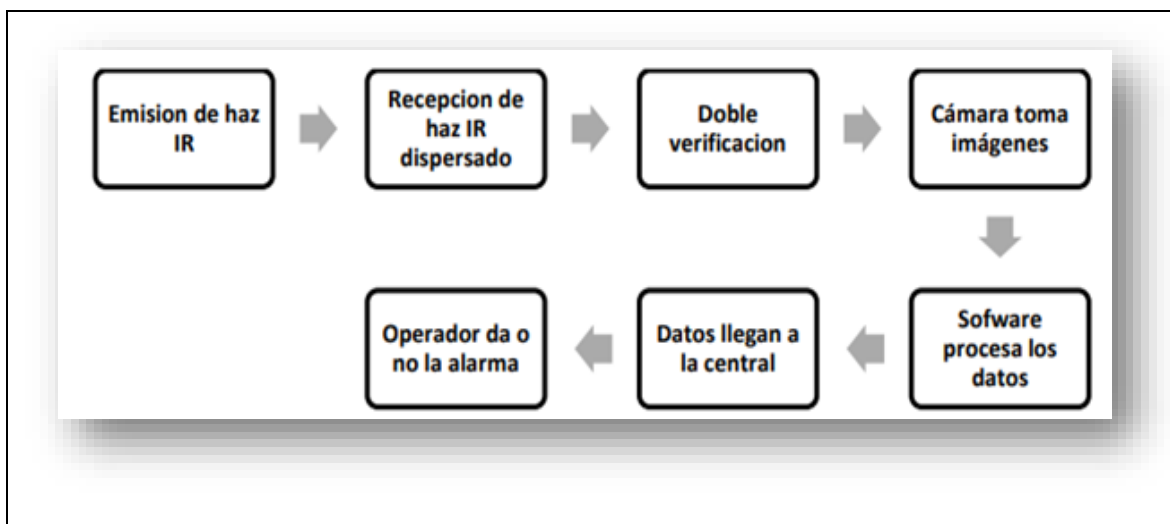 Emision de haz
IR
Recepcion de
haz IR
dispersado
Doble
verificacion
Cámara toma
imágenes
Sofware
procesa los
datos
Datos llegan a
la central
Operador da o
no la alarma